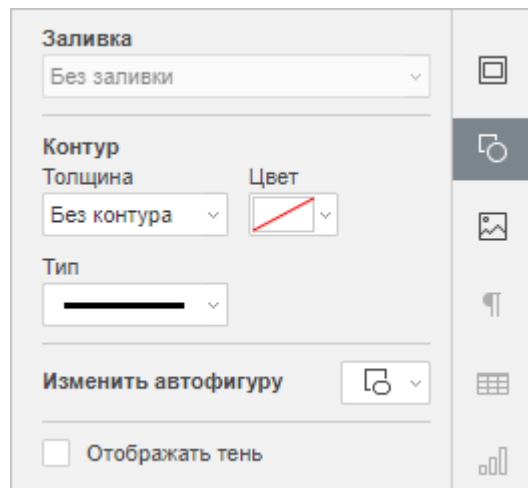 Заливка
Без заливки
Контур
Толщина Цвет
Без контура
Тип
Изменить автофигуру
Отображать тень